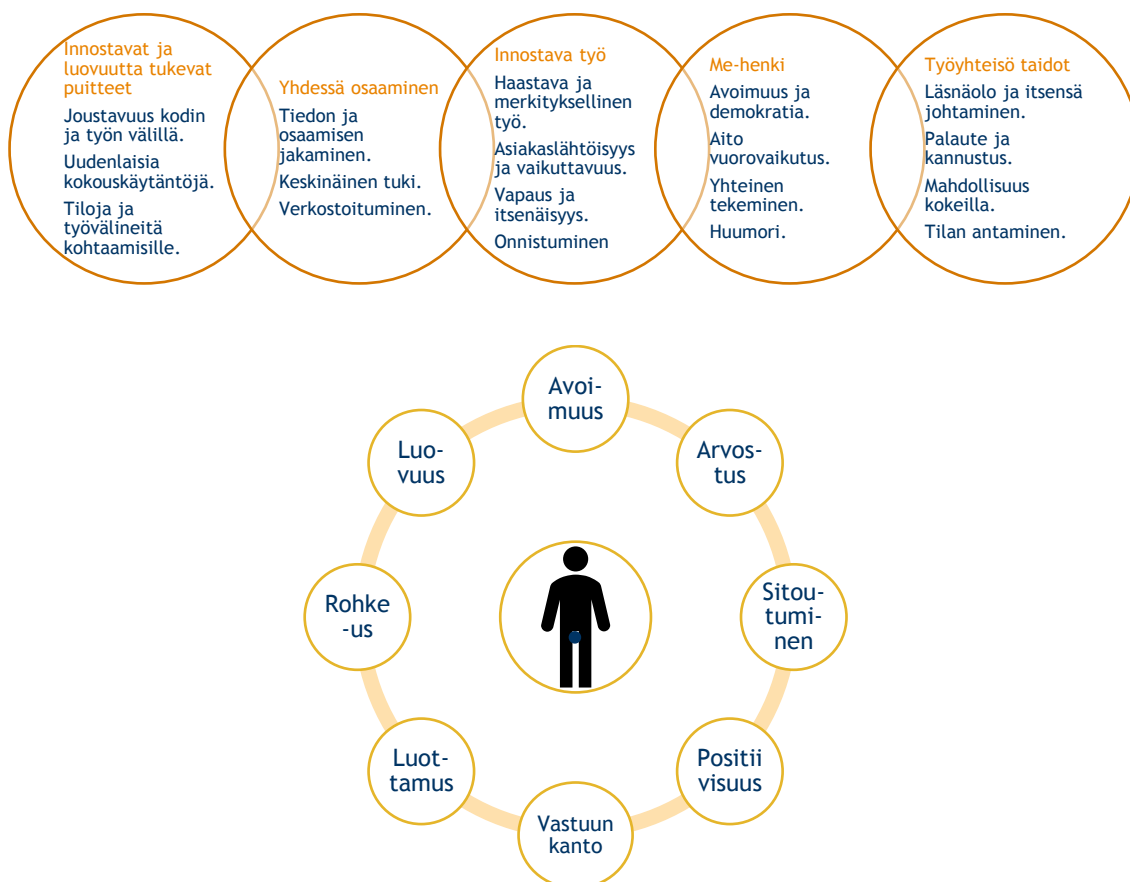 Innostavat ja
luovuutta tukevat
puitteet
Joustavuus kodin
ja työn välillä.
Uudenlaisia
kokouskäytäntöjä.
Tiloja ja
työvälineitä
kohtaamisille.
Yhdessä osaaminen
Tiedon ja
osaamisen
jakaminen.
Keskinäinen tuki.
Verkostoituminen.
Innostava työ
Haastava ja
merkityksellinen
työ.
Asiakaslähtöisyys
ja vaikuttavuus.
Vapaus ja
itsenäisyys.
Onnistuminen
Me-henki
Avoimuus ja
demokratia.
Aito
vuorovaikutus.
Yhteinen
tekeminen.
Huumori.
Työyhteisö taidot
Läsnäolo ja itsensä
johtaminen.
Palaute ja
kannustus.
Mahdollisuus
kokeilla.
Tilan antaminen.
Avoi-
muus
Arvos-
tus
Sitou-
tumi-
nen
Positii
visuus
Vastuun
kanto
Luot-
tamus
Rohke
-us
Luo-
vuus